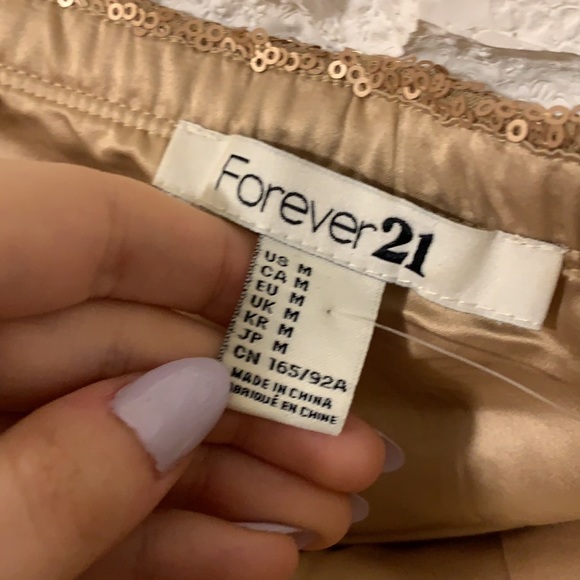 Forever21
US M
CA M
EU M
UK M
KR M
JP M
CN 165/92A
MADE IN CHINA
FABRIQUÉ EN CHINE